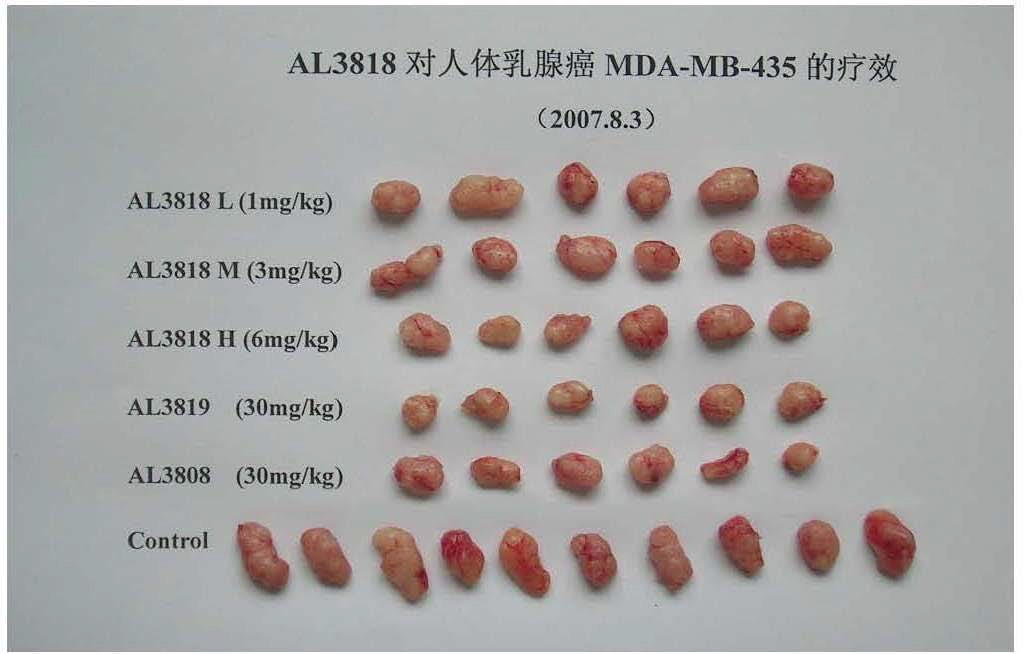 AL3818 对人体乳腺癌 MDA-MB-435 的疗效
（2007.8.3）
AL3818 L (1mg/kg)
AL3818 M (3mg/kg)
AL3818 H (6mg/kg)
AL3819 (30mg/kg)
AL3808 (30mg/kg)
Control